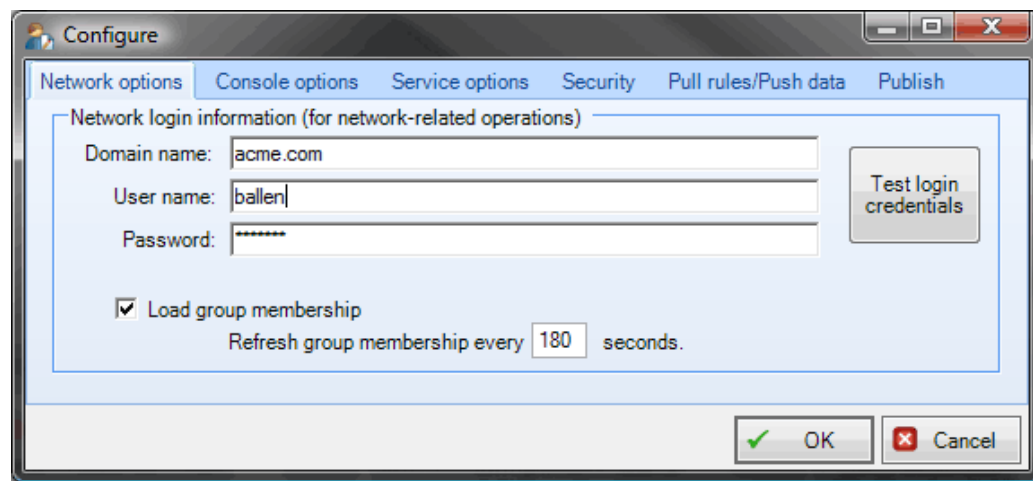 Configure
Network options Console options Service options Security Pull rules/Push data Publish
Network login information (for network-related operations)
Domain name: acme.com
User name: ballen
Password: *******
Test login
credentials
Load group membership
Refresh group membership every 180 seconds.
OK Cancel